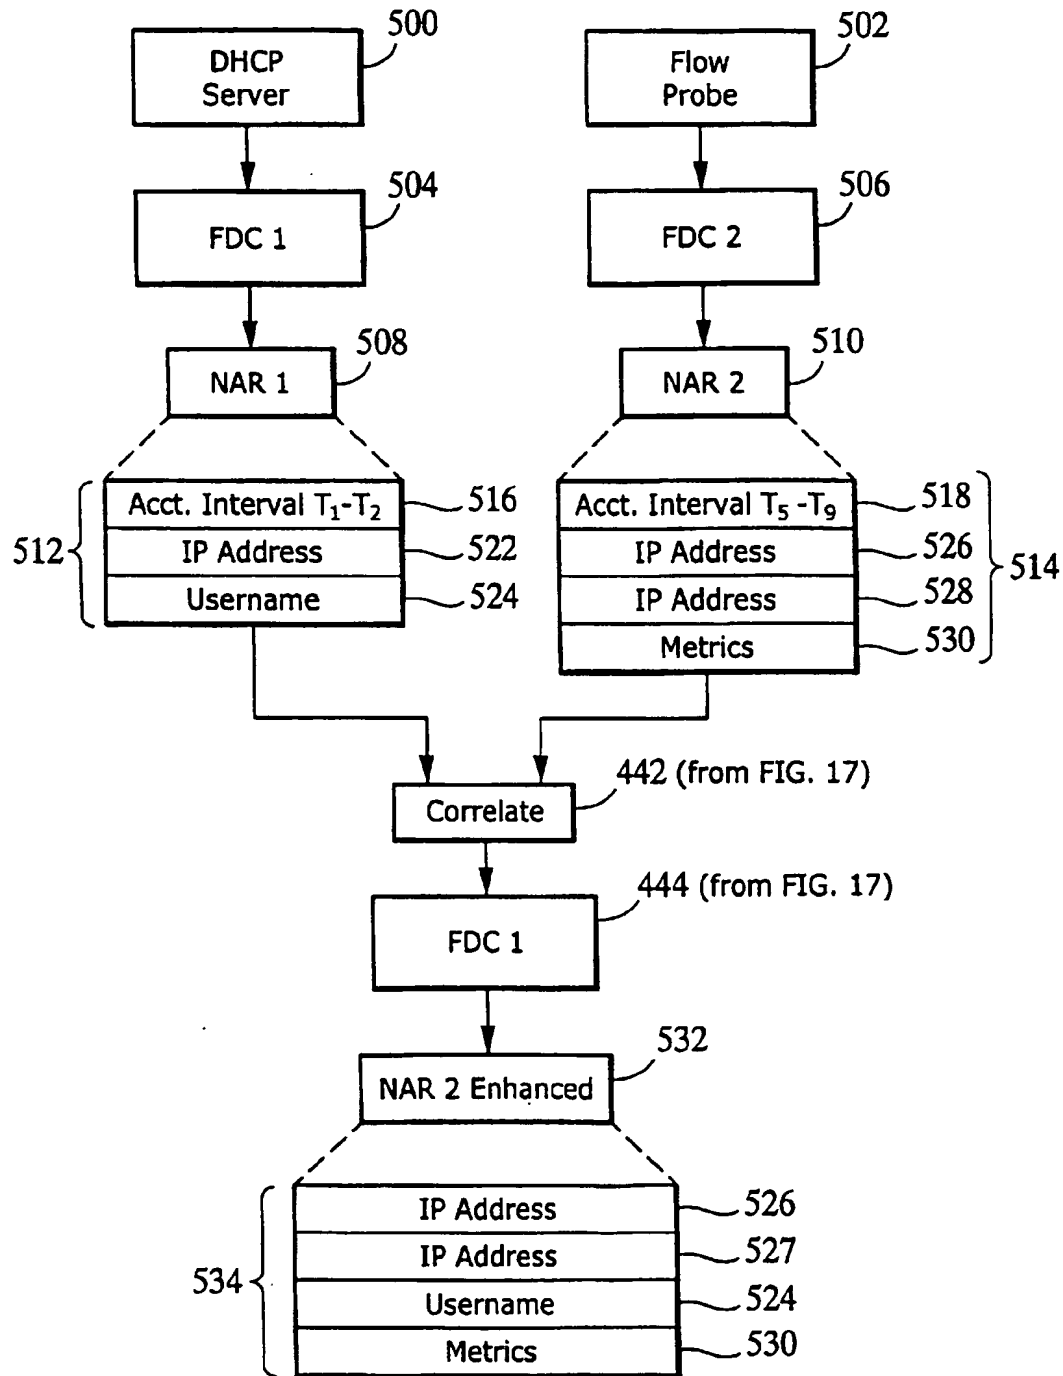 500
DHCP
Server
502
Flow
Probe
504
FDC 1
506
FDC 2
508
NAR 1
510
NAR 2
512
Acct. Interval T₁-T₂
516
IP Address
522
Username
524
Acct. Interval T₅-T₉
518
IP Address
526
IP Address
528
Metrics
530
514
442 (from FIG. 17)
Correlate
444 (from FIG. 17)
FDC 1
532
NAR 2 Enhanced
534
IP Address
526
IP Address
527
Username
524
Metrics
530